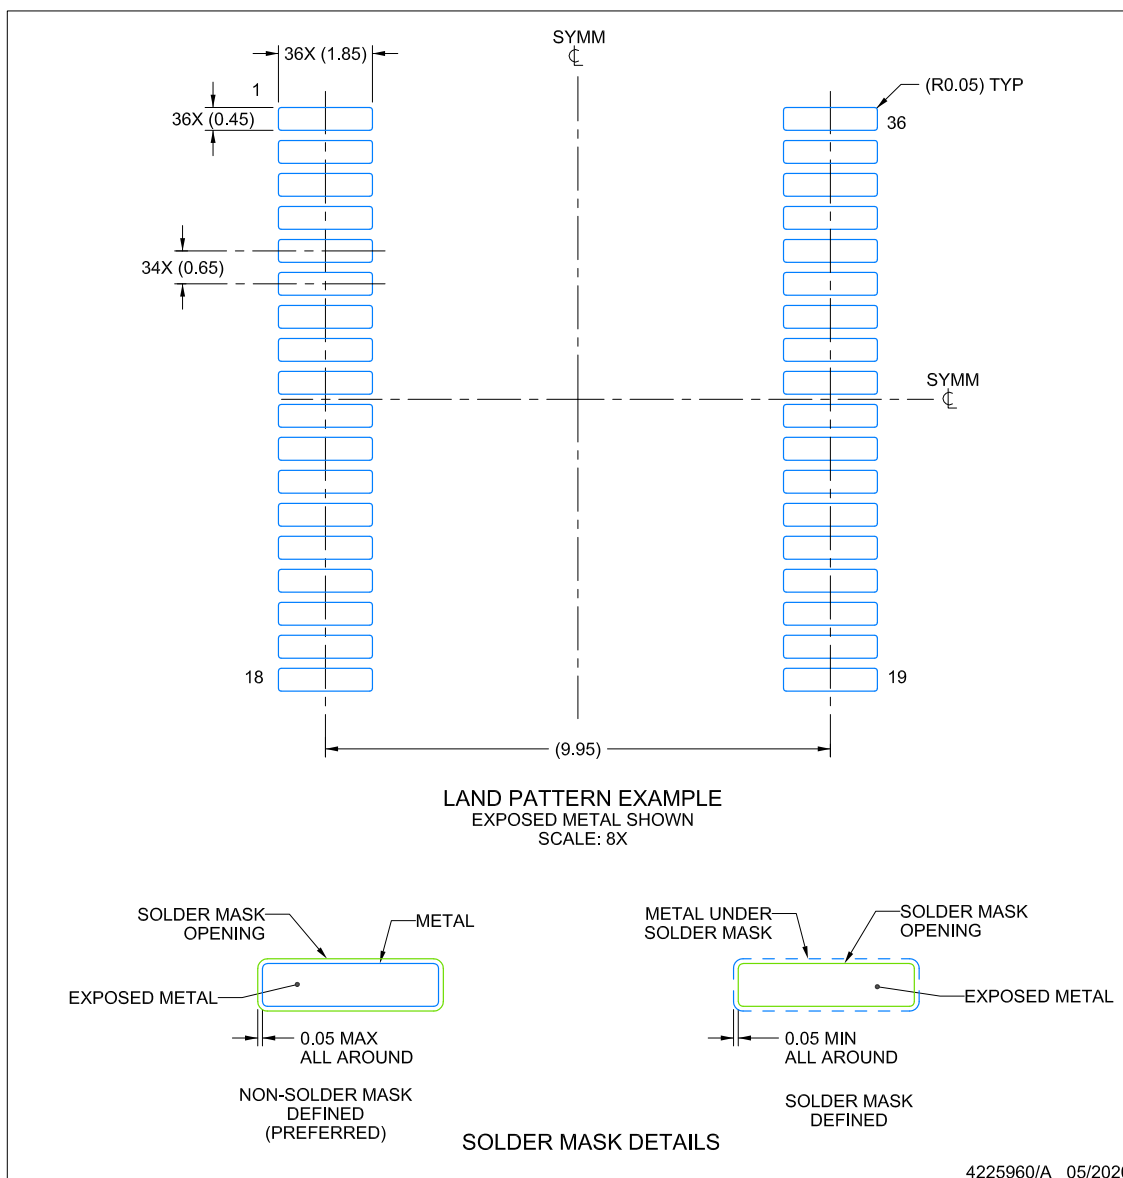 SYMM
℄
36X (1.85)
1
(R0.05) TYP
36X (0.45)
36
34X (0.65)
SYMM
℄
18
19
(9.95)
LAND PATTERN EXAMPLE
EXPOSED METAL SHOWN
SCALE: 8X
SOLDER MASK
OPENING
METAL
EXPOSED METAL
0.05 MAX
ALL AROUND
NON-SOLDER MASK
DEFINED
(PREFERRED)
METAL UNDER
SOLDER MASK
SOLDER MASK
OPENING
EXPOSED METAL
0.05 MIN
ALL AROUND
SOLDER MASK
DEFINED
SOLDER MASK DETAILS
4225960/A 05/2020